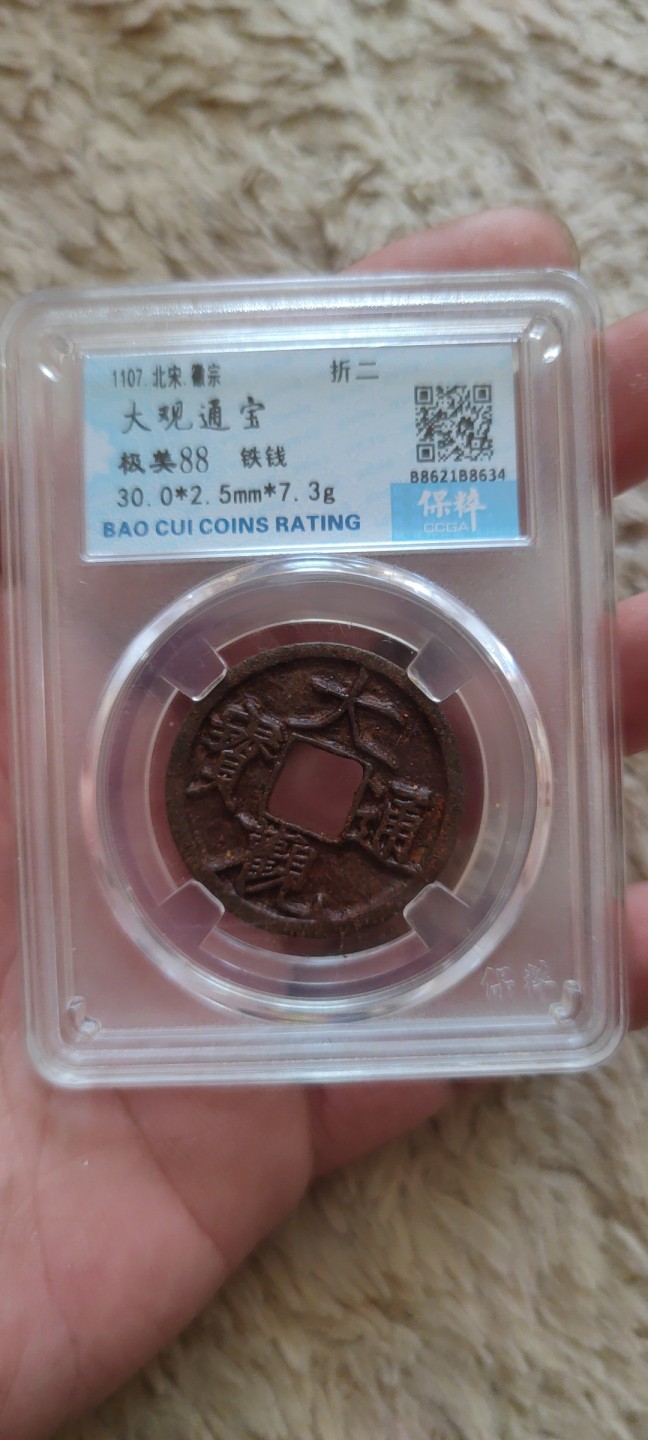 1107. 北宋. 徽宗 折二
大观通宝
极美88 铁钱
30.0*2.5mm*7.3g
BAO CUI COINS RATING
B8621B8634
保粹
CCGA
大
寶 通
觀
保粹